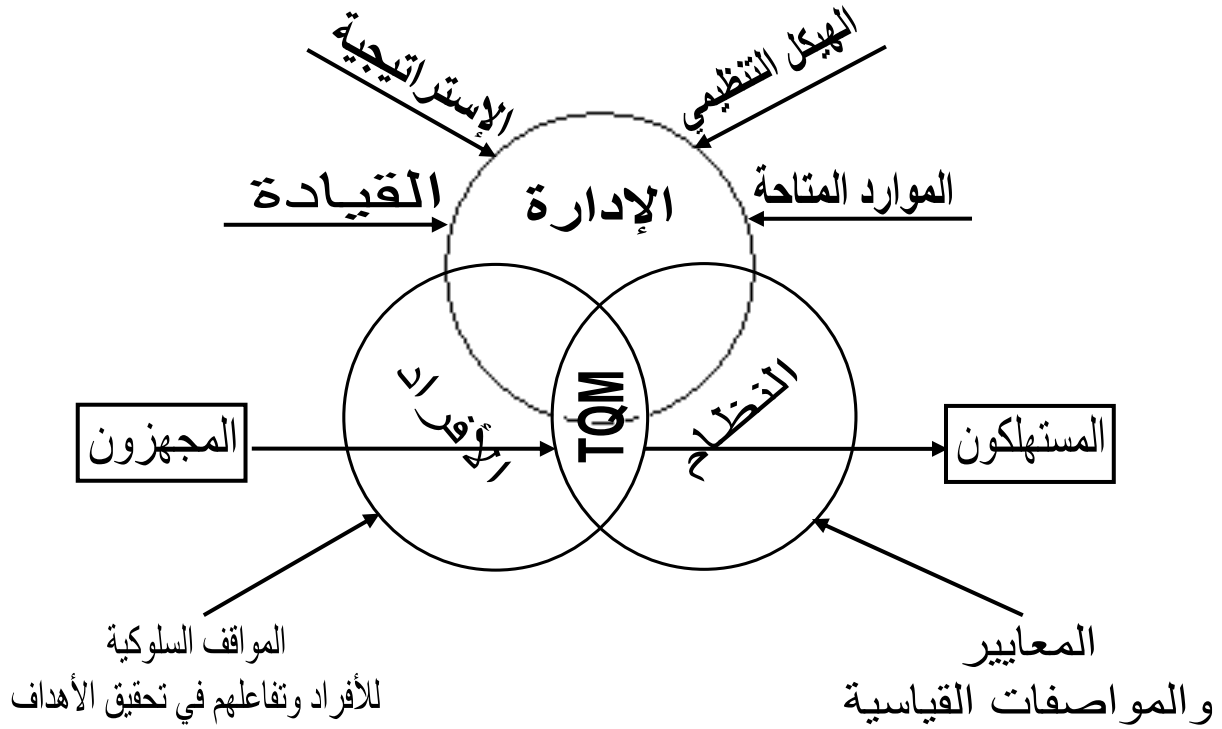 الهيكل التنظيمي
الإستراتيجية
الموارد المتاحة
القيادة
الإدارة
النظام
TQM
الأفراد
المستهلكون
المجهزون
المعايير
والمواصفات القياسية
المواقف السلوكية
للأفراد وتفاعلهم في تحقيق الأهداف